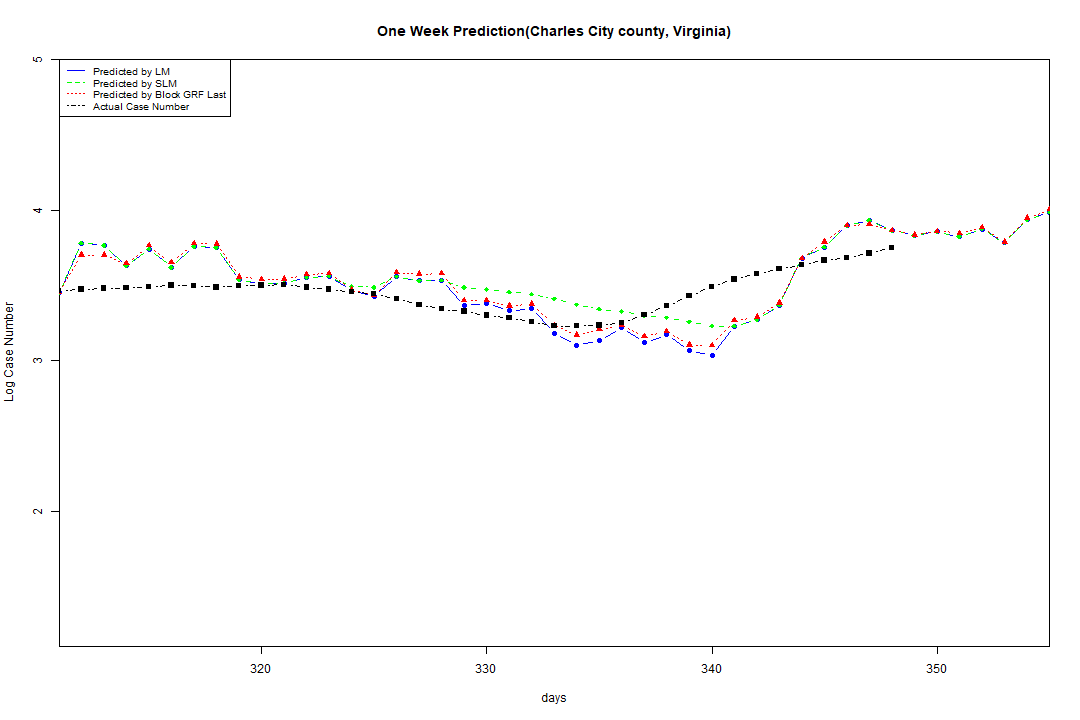 One Week Prediction(Charles City county, Virginia)
Predicted by LM
Predicted by SLM
Predicted by Block GRF Last
Actual Case Number
5
4
3
2
Log Case Number
320 330 340 350
days